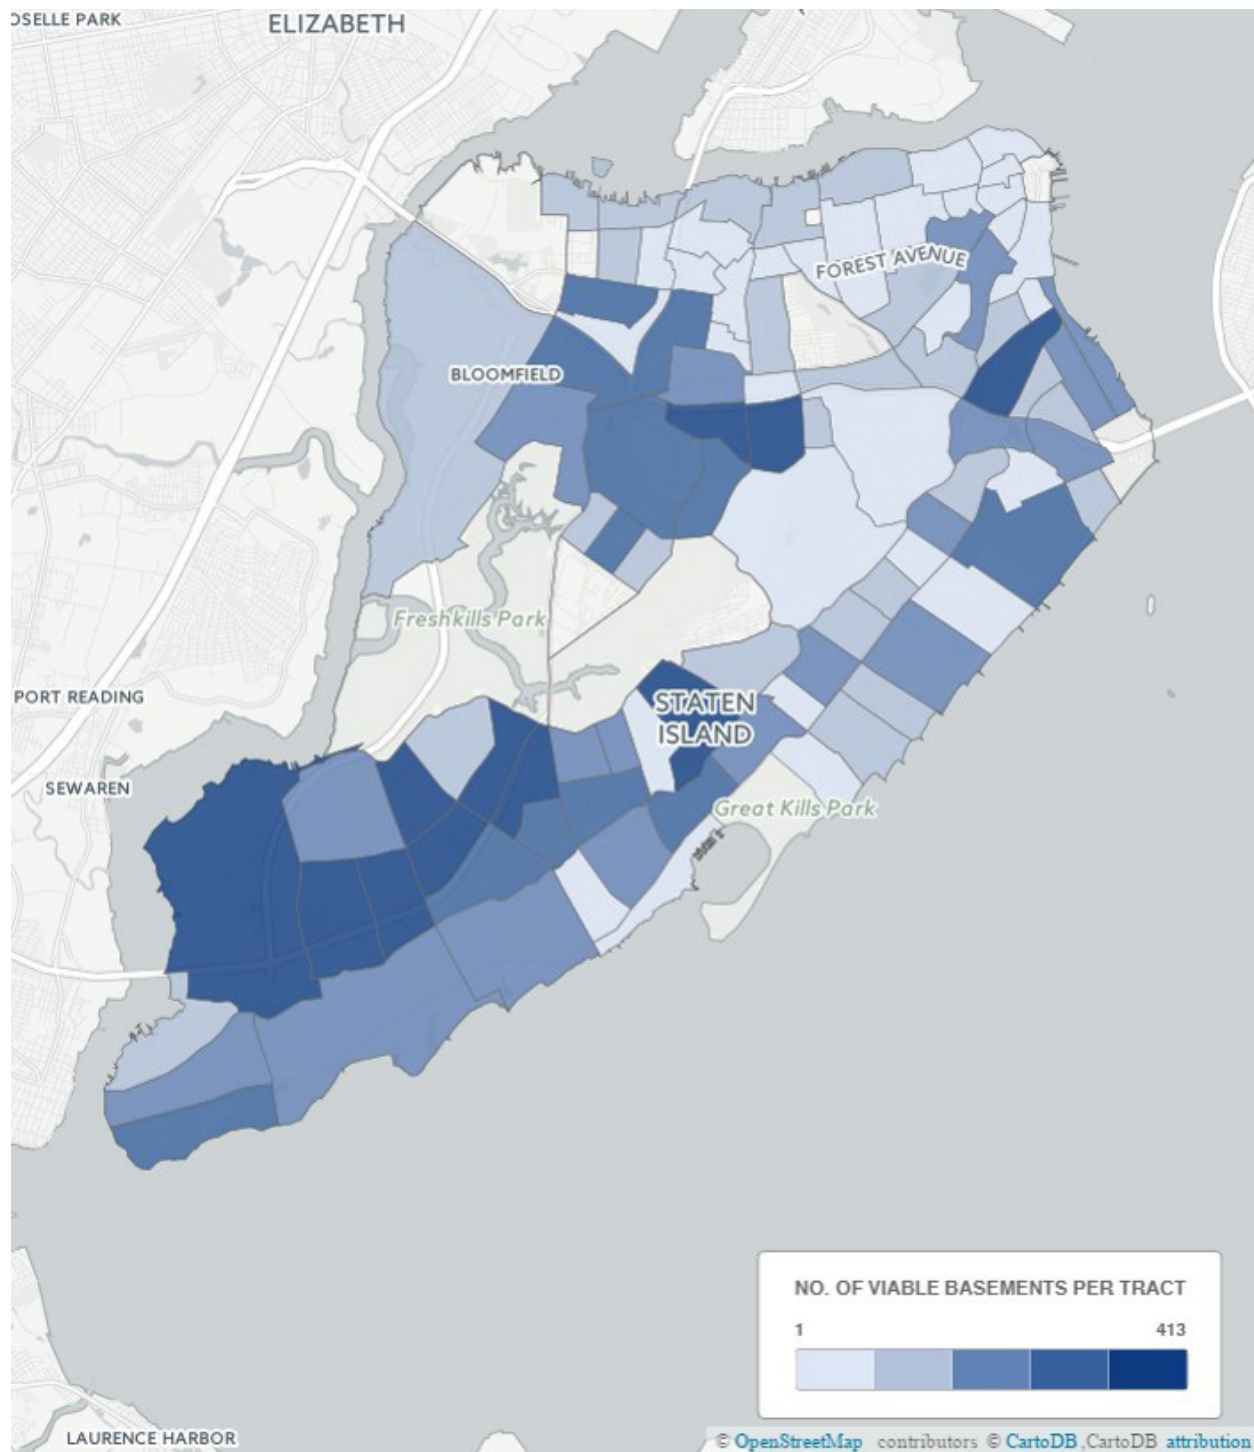 OSELLE PARK
ELIZABETH
FOREST AVENUE
BLOOMFIELD
Freshkills Park
PORT READING
STATEN
ISLAND
SEWAREN
Great Kills Park
NO. OF VIABLE BASEMENTS PER TRACT
1 413
LAURENCE HARBOR
© OpenStreetMap contributors © CartoDB ,CartoDB attribution